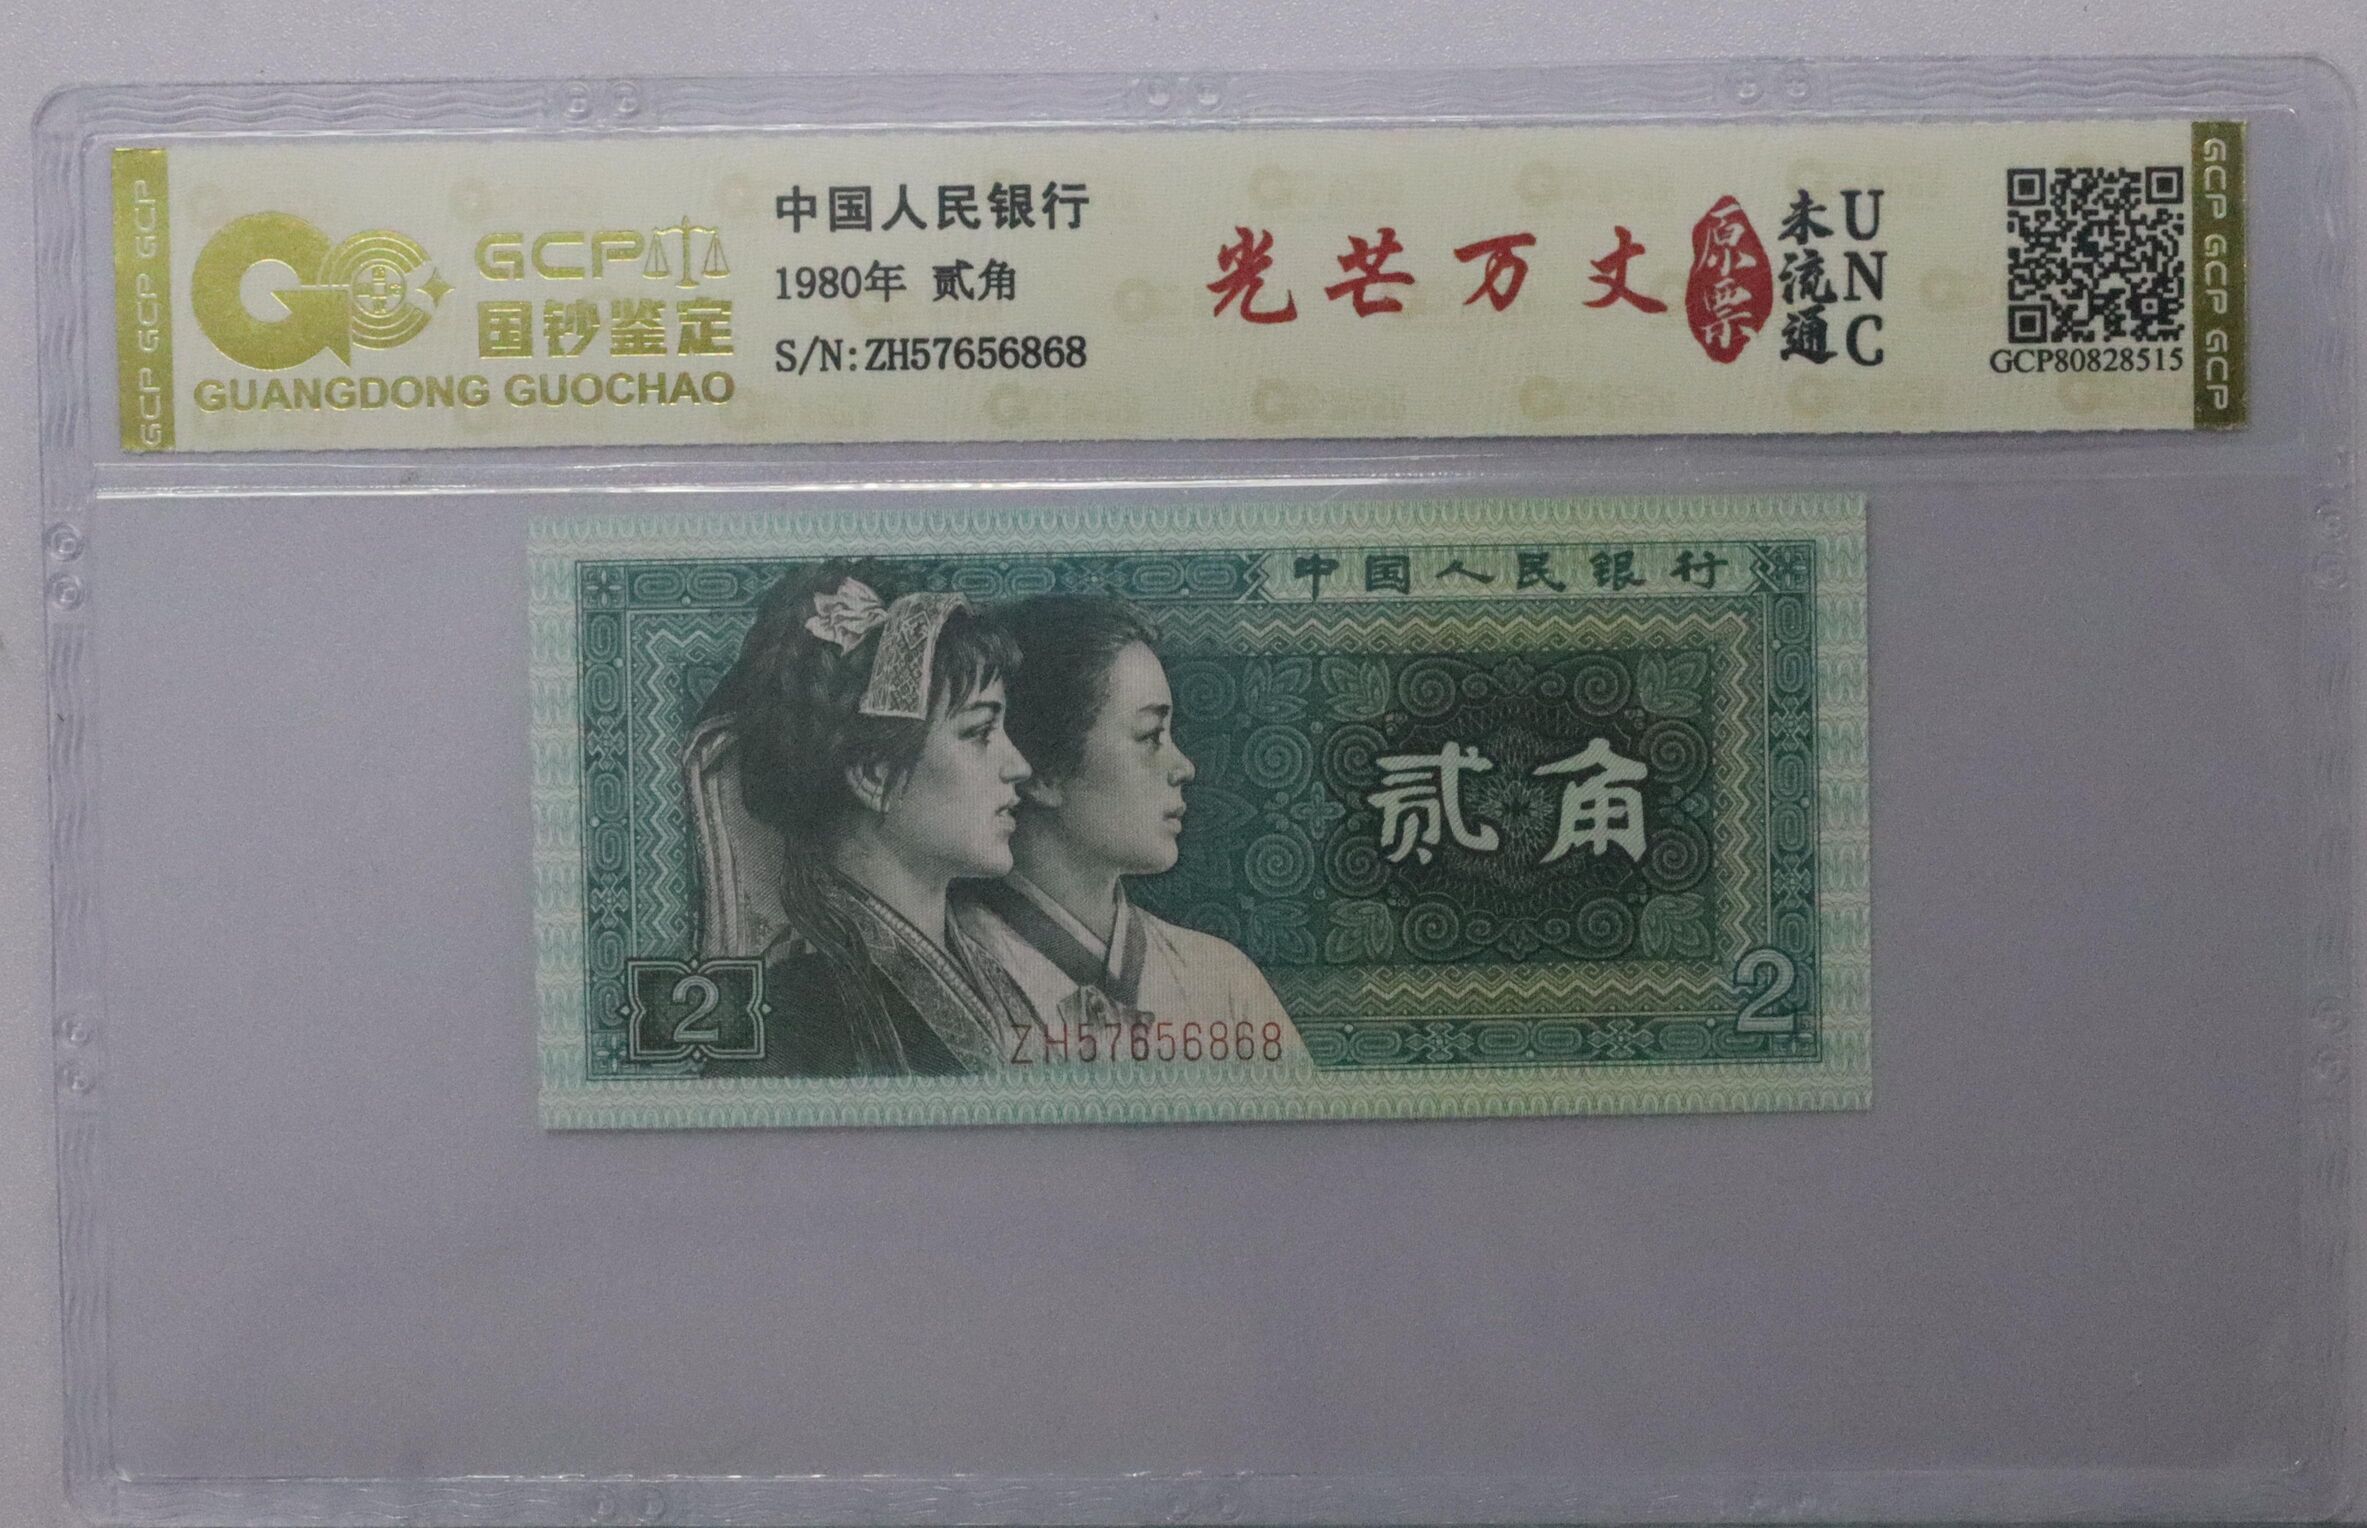 GCP GCP GCP
GCP
国钞鉴定
GUANGDONG GUOCHAO
中国人民银行
1980年 贰角
S/N:ZH57656868
光芒万丈
原票
未流通
UNC
GCP80828515
GCP GCP GCP
中国人民银行
贰角
2
2
ZH57656868